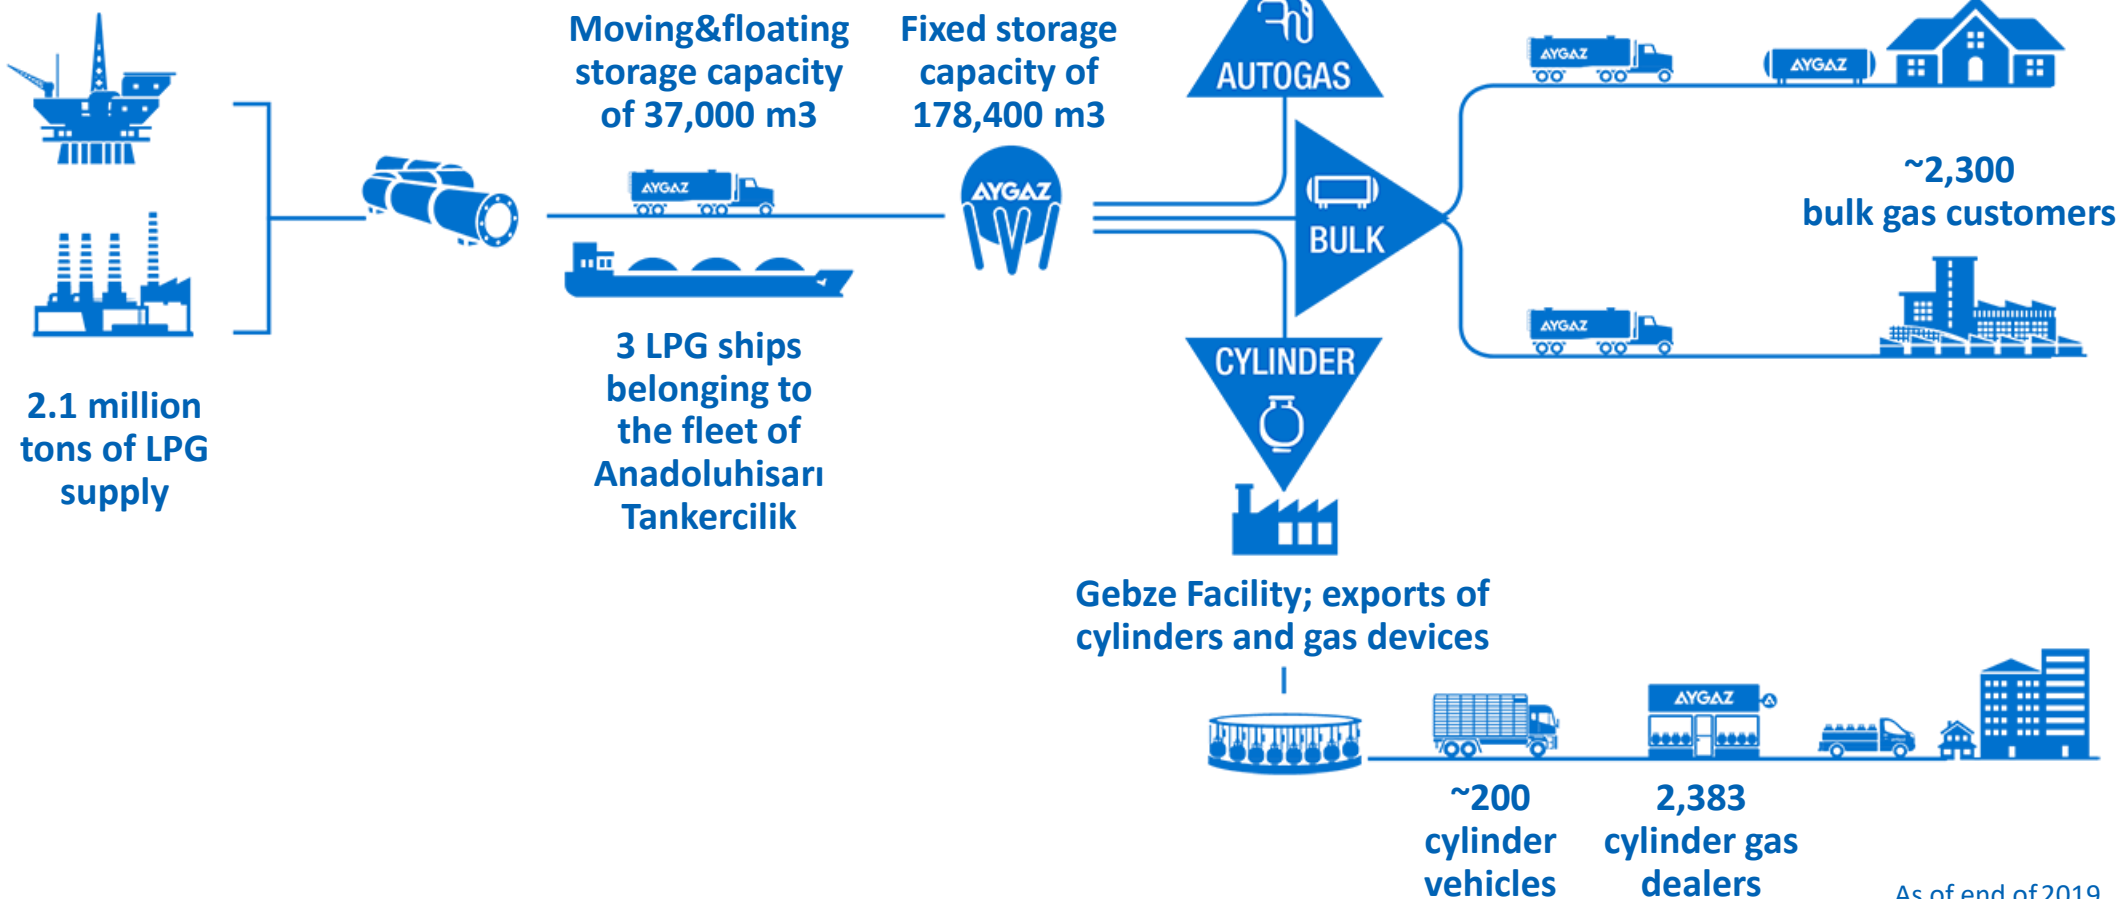 Moving&floating
storage capacity
of 37,000 m3
Fixed storage
capacity of
178,400 m3
AUTOGAS
AYGAZ
AYGAZ
AYGAZ
AYGAZ
~2,300
bulk gas customers
BULK
AYGAZ
2.1 million
tons of LPG
supply
3 LPG ships
belonging to
the fleet of
Anadoluhisarı
Tankercilik
CYLINDER
Gebze Facility; exports of
cylinders and gas devices
AYGAZ
~200
cylinder
vehicles
2,383
cylinder gas
dealers
As of end of 2019